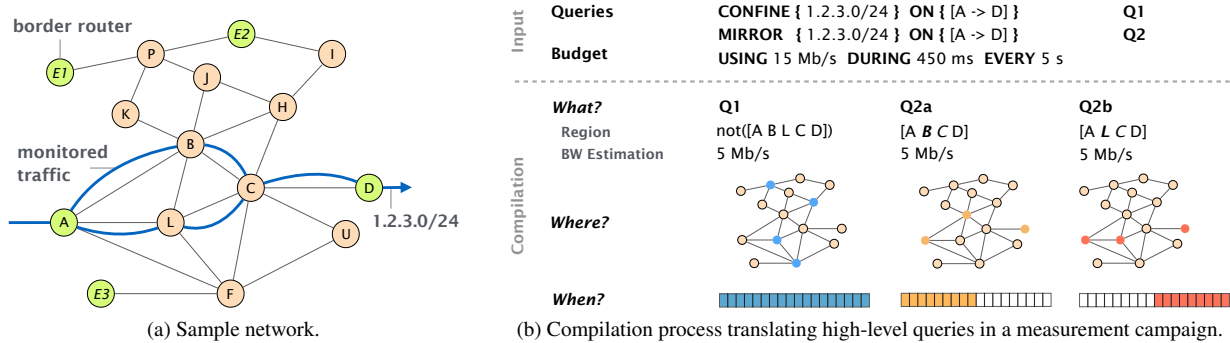 border router
E1
P
E2
I
J
K
H
B
monitored
traffic
C
D
A
L
1.2.3.0/24
U
E3
F
(a) Sample network.
Input
Queries CONFINE { 1.2.3.0/24 } ON { [A -> D] } Q1
MIRROR { 1.2.3.0/24 } ON { [A -> D] } Q2
Budget USING 15 Mb/s DURING 450 ms EVERY 5 s
Compilation
What? Q1 Q2a Q2b
Region not([A B L C D]) [A B C D] [A L C D]
BW Estimation 5 Mb/s 5 Mb/s 5 Mb/s
Where?
When?
(b) Compilation process translating high-level queries in a measurement campaign.